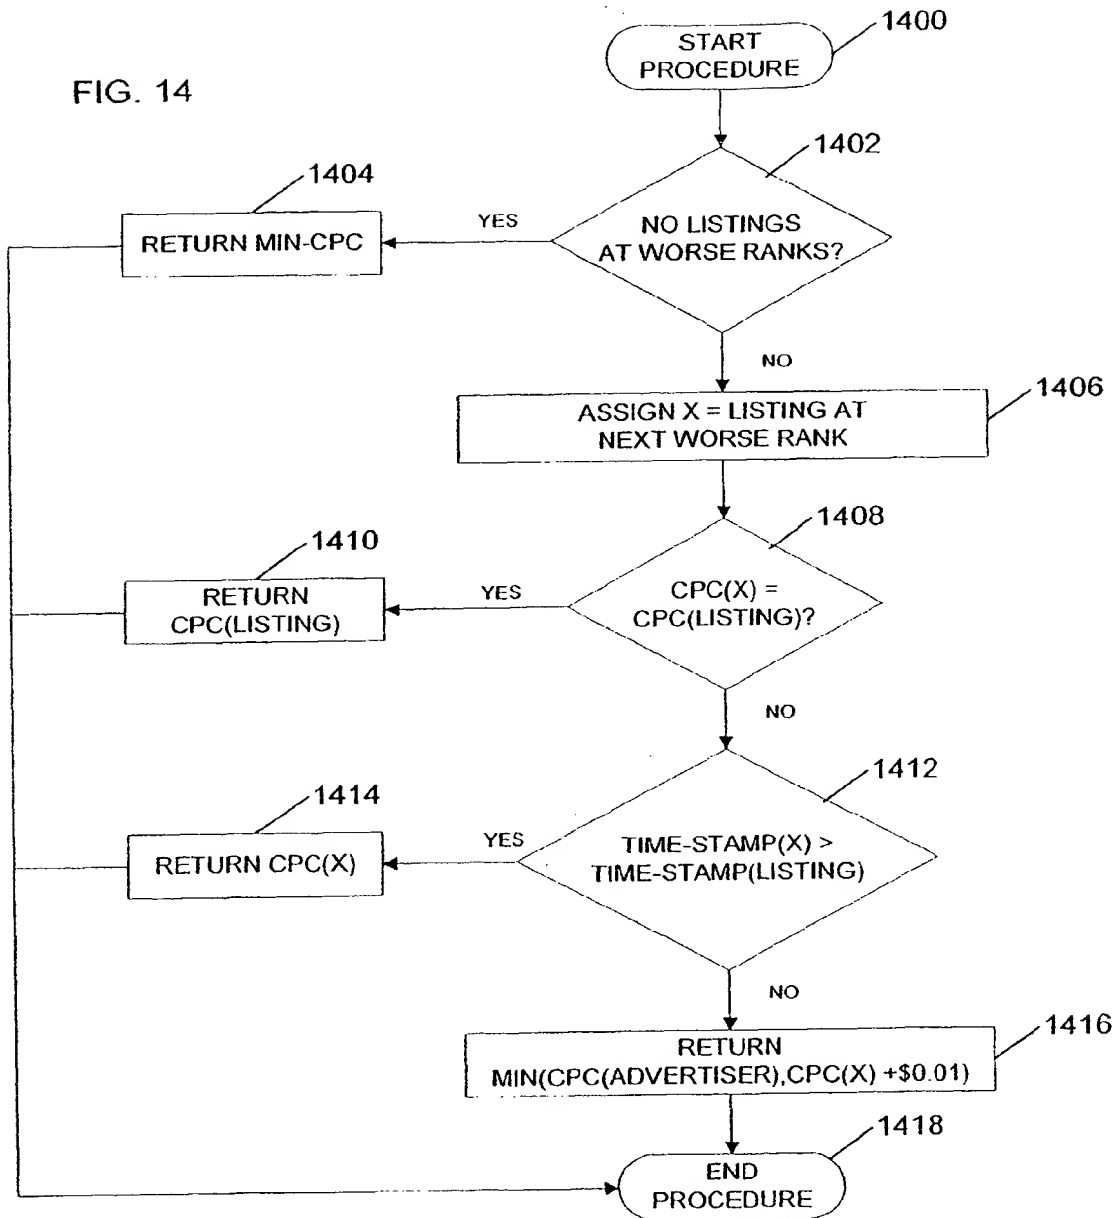 FIG. 14
START
PROCEDURE
1400
NO LISTINGS
AT WORSE RANKS?
1402
YES
RETURN MIN-CPC
1404
NO
ASSIGN X = LISTING AT
NEXT WORSE RANK
1406
CPC(X) =
CPC(LISTING)?
1408
YES
RETURN
CPC(LISTING)
1410
NO
TIME-STAMP(X) >
TIME-STAMP(LISTING)
1412
YES
RETURN CPC(X)
1414
NO
RETURN
MIN(CPC(ADVERTISER),CPC(X) +$0.01)
1416
END
PROCEDURE
1418